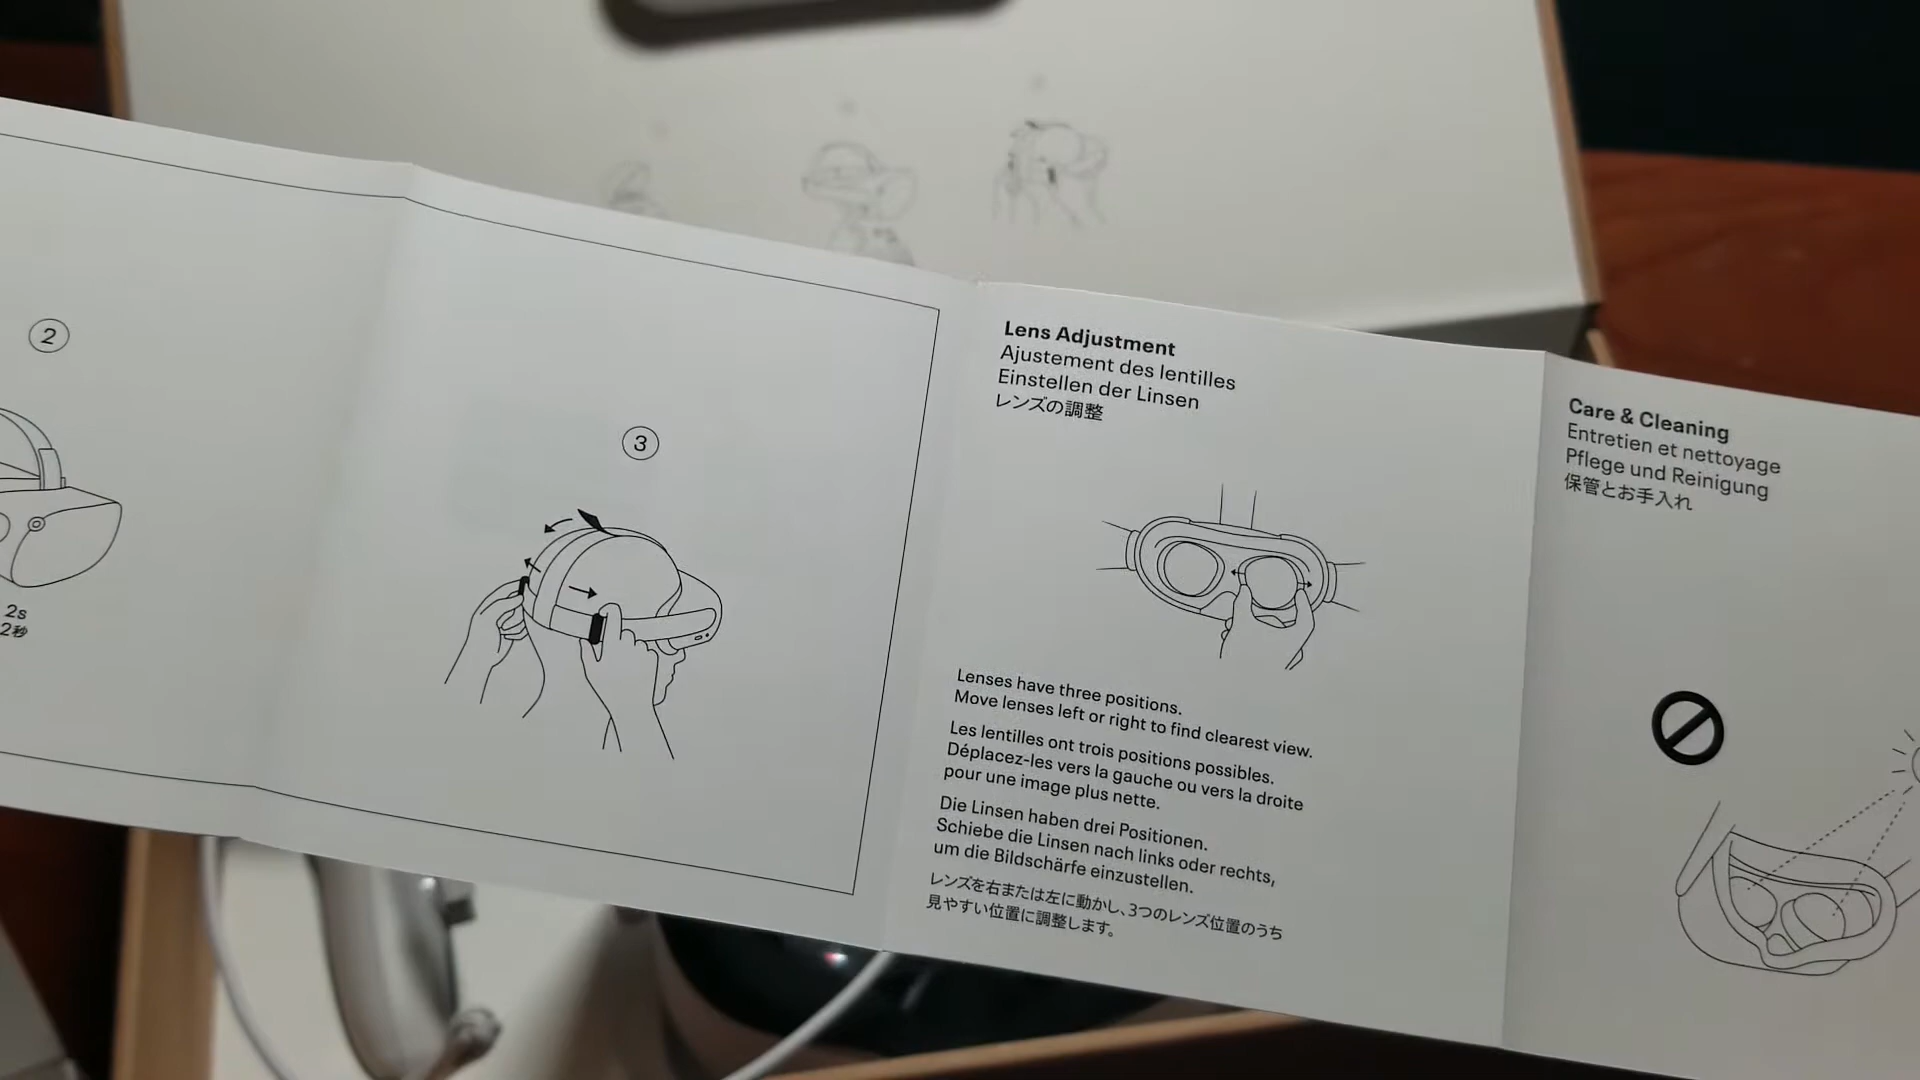 2
2s
2秒
3
Lens Adjustment
Ajustement des lentilles
Einstellen der Linsen
レンズの調整
Lenses have three positions.
Move lenses left or right to find clearest view.
Les lentilles ont trois positions possibles.
Déplacez-les vers la gauche ou vers la droite
pour une image plus nette.
Die Linsen haben drei Positionen.
Schiebe die Linsen nach links oder rechts,
um die Bildschärfe einzustellen.
レンズを右または左に動かし、3つのレンズ位置のうち
見やすい位置に調整します。
Care & Cleaning
Entretien et nettoyage
Pflege und Reinigung
保管とお手入れ